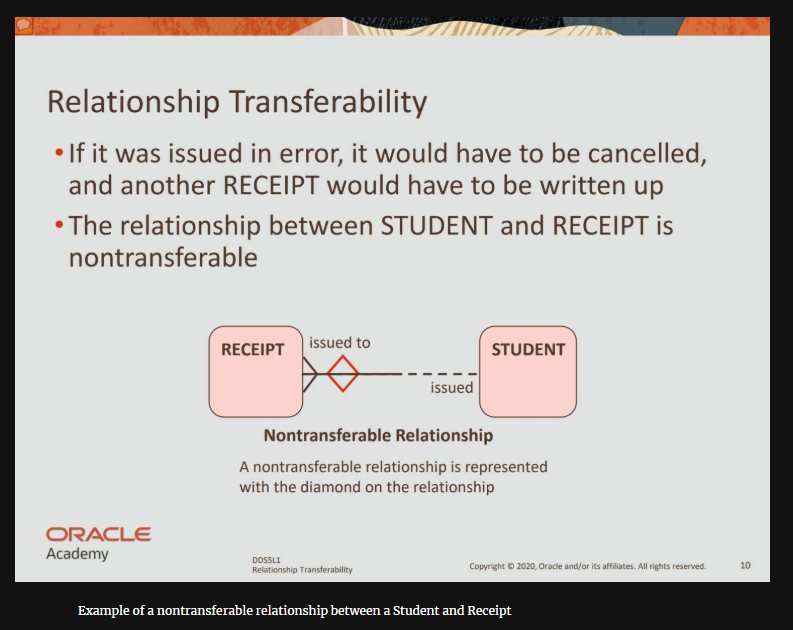 Relationship Transferability
•If it was issued in error, it would have to be cancelled,
and another RECEIPT would have to be written up
•The relationship between STUDENT and RECEIPT is
nontransferable
RECEIPT
issued to
STUDENT
issued
Nontransferable Relationship
A nontransferable relationship is represented
with the diamond on the relationship
ORACLE
Academy
DDS5L1
Relationship Transferability
Copyright © 2020, Oracle and/or its affiliates. All rights reserved.
10
Example of a nontransferable relationship between a Student and Receipt